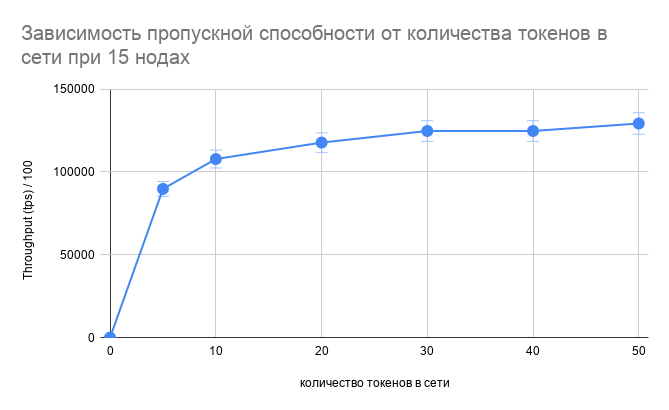 Зависимость пропускной способности от количества токенов в
сети при 15 нодах
150000
100000
50000
0
Throughput (tps) / 100
0 10 20 30 40 50
количество токенов в сети